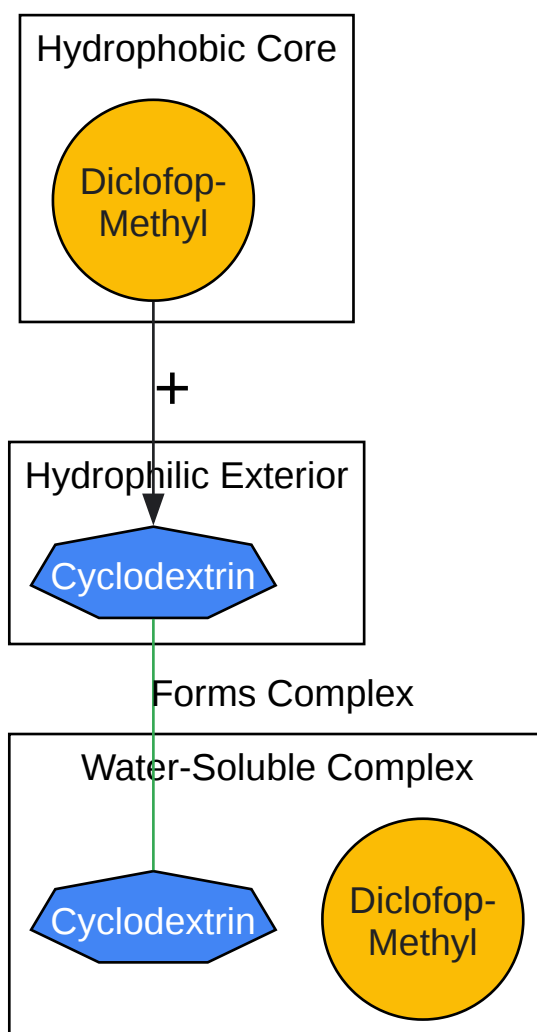 Hydrophobic Core
Diclofop-
Methyl
+
Hydrophilic Exterior
Cyclodextrin
Forms Complex
Water-Soluble Complex
Cyclodextrin
Diclofop-
Methyl